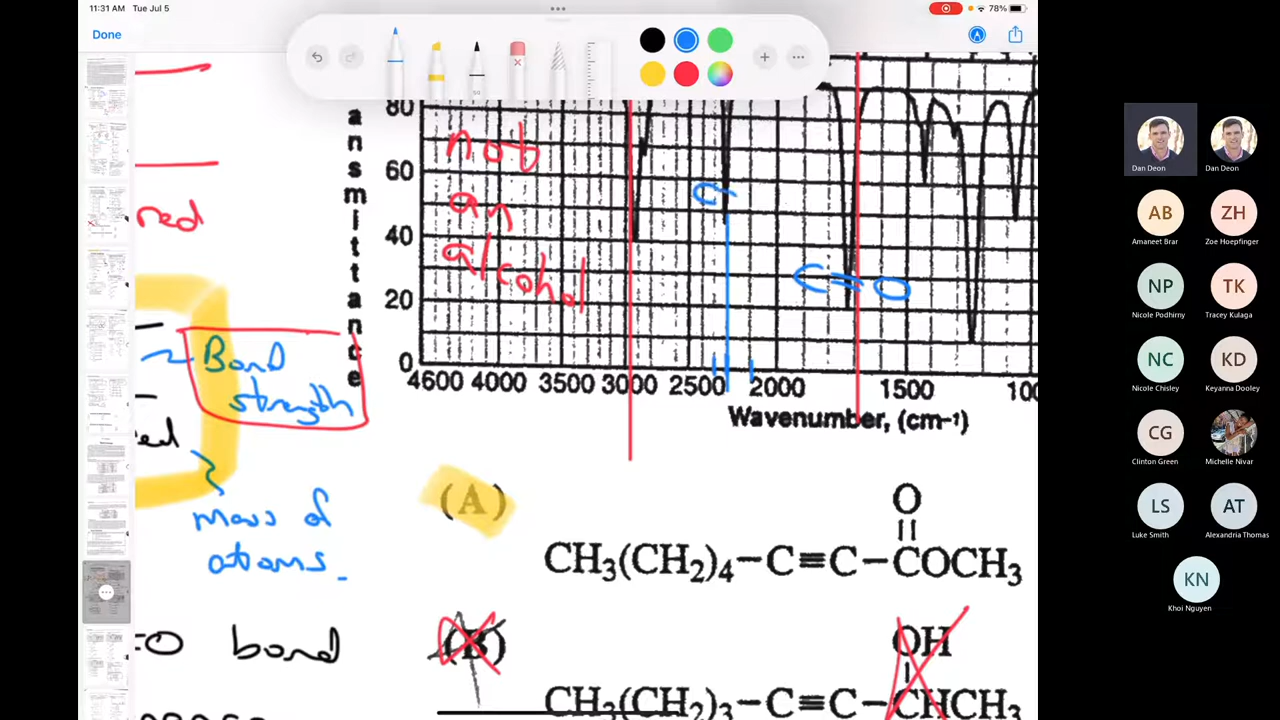 11:31 AM Tue Jul 5
78%
Done
a
n
s
m
i
t
t
a
n
c
e
80
60
40
20
0
4600 4000 3500 3000 2500 2000 1500
Wavenumber, (cm⁻¹)
not
an
alcohol
C
C=O
red
Bond
strength
mass of
atoms.
bond
(A)
O
CH₃(CH₂)₄−C≡C−COCH₃
(B)
OH
CH₃(CH₂)₃−C≡C−CHCH₃
Dan Deon
Dan Deon
AB
Amaneet Brar
ZH
Zoe Hoepfinger
NP
Nicole Podhirny
TK
Tracey Kulaga
NC
Nicole Chisley
KD
Keyanna Dooley
CG
Clinton Green
Michelle Nivar
LS
Luke Smith
AT
Alexandria Thomas
KN
Khoi Nguyen